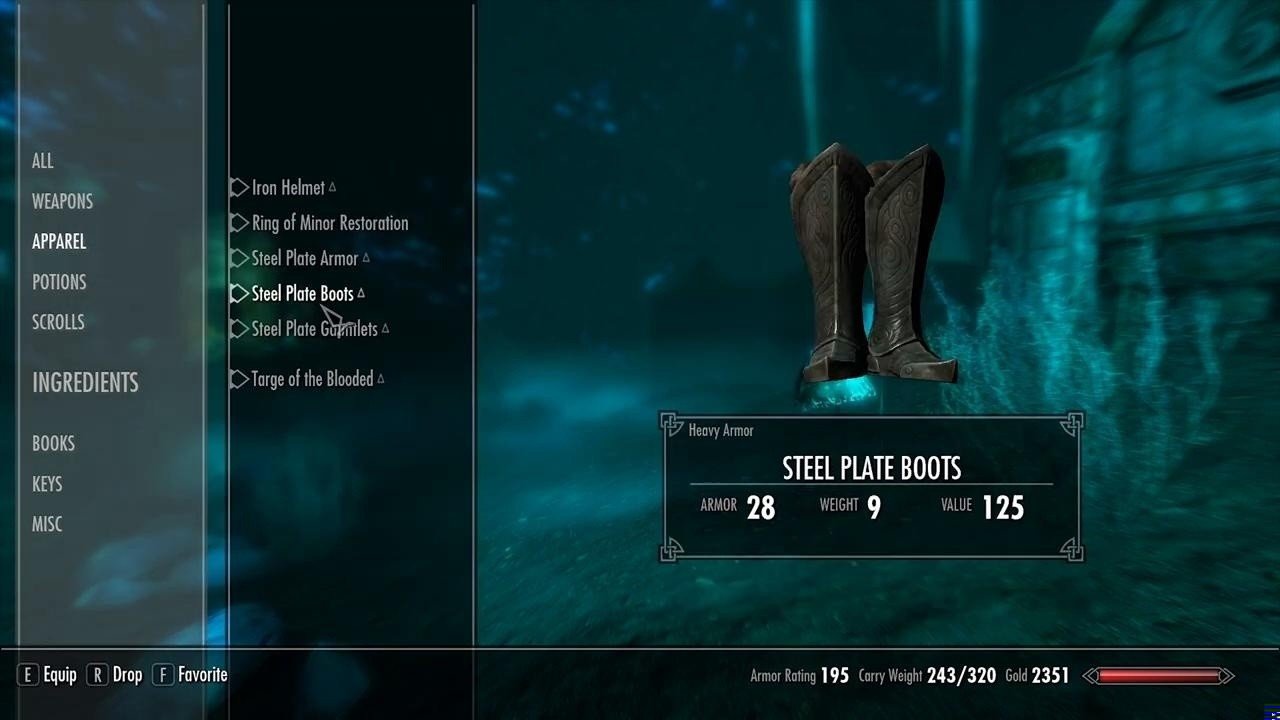 ALL
WEAPONS
APPAREL
POTIONS
SCROLLS
INGREDIENTS
BOOKS
KEYS
MISC
Iron Helmet
Ring of Minor Restoration
Steel Plate Armor
Steel Plate Boots
Steel Plate Gauntlets
Targe of the Blooded
Heavy Armor
STEEL PLATE BOOTS
ARMOR 28 WEIGHT 9 VALUE 125
E Equip R Drop F Favorite
Armor Rating 195 Carry Weight 243/320 Gold 2351